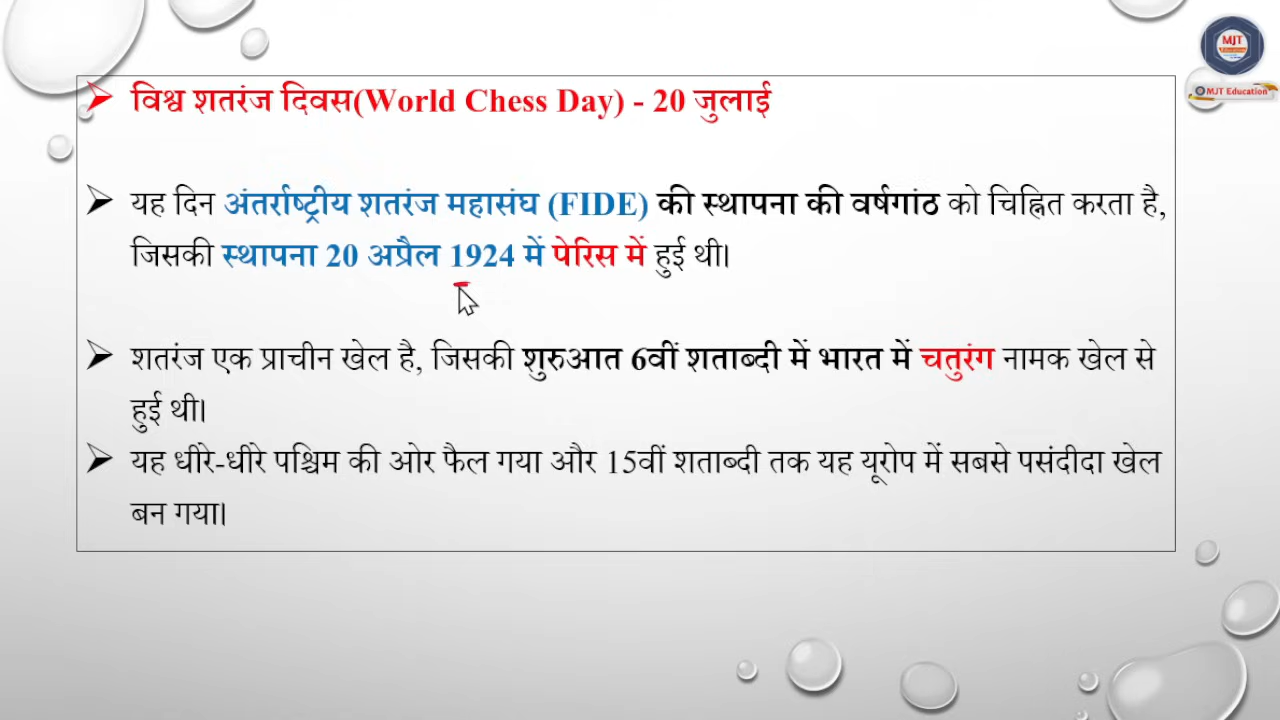 MJT
Education
MJT Education
विश्व शतरंज दिवस(World Chess Day) - 20 जुलाई
यह दिन अंतर्राष्ट्रीय शतरंज महासंघ (FIDE) की स्थापना की वर्षगांठ को चिह्नित करता है,
जिसकी स्थापना 20 अप्रैल 1924 में पेरिस में हुई थी।
शतरंज एक प्राचीन खेल है, जिसकी शुरुआत 6वीं शताब्दी में भारत में चतुरंग नामक खेल से
हुई थी।
यह धीरे-धीरे पश्चिम की ओर फैल गया और 15वीं शताब्दी तक यह यूरोप में सबसे पसंदीदा खेल
बन गया।